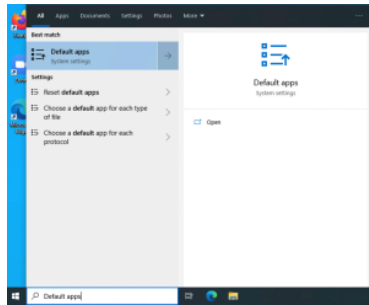 All Apps Documents Settings Photos More
Best match
Default apps
System settings
Settings
Reset default apps
Choose a default app for each type
of file
Choose a default app for each
protocol
Default apps
System settings
Open
Default apps